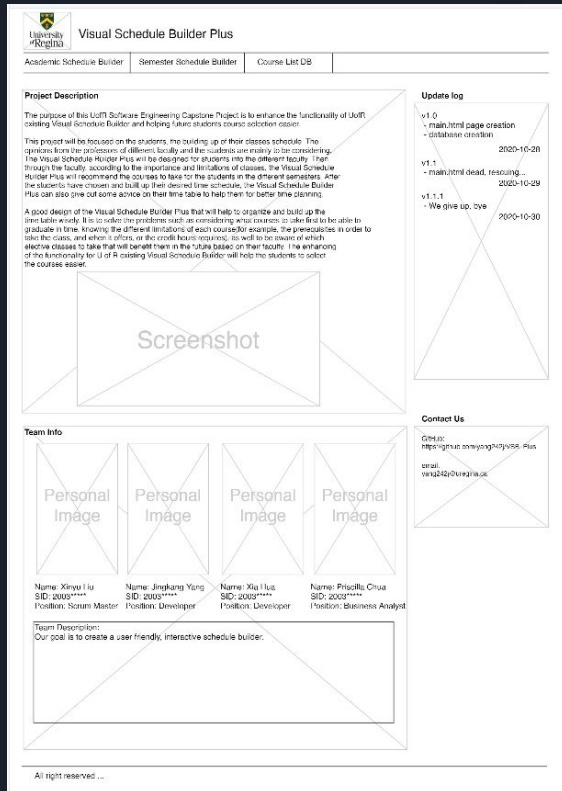 University
of Regina
Visual Schedule Builder Plus
Academic Schedule Builder
Semester Schedule Builder
Course List DB
Project Description
The purpose of this UofR Software Engineering Capstone Project is to enhance the functionality of UofR
existing Visual Schedule Builder and helping future students course selection easier.
This project will be focused on the students, the building up of their classes schedule. The
opinions from the professors of different faculty and the students are mainly to be considering.
The Visual Schedule Builder Plus will be designed for students into the different faculty. Then
through the faculty, according to the importance and limitations of classes, the Visual Schedule
Builder Plus will recommend the courses to take for the students in the different semesters. After
the students have chosen and built up their desired time schedule, the Visual Schedule Builder
Plus can also give out some advice on their time table to help them for better time planning.
A good design of the Visual Schedule Builder Plus that will help to organize and build up the
time table wisely. It is to solve the problems such as considering what courses to take first to be able to
graduate in time, knowing the different limitations of each course(for example, the prerequisites in order to
take the class, and when it offers, or the credit hours requires), as well to be aware of which
elective classes to take that will benefit them in the future based on their faculty. The enhancing
of the functionality for U of R existing Visual Schedule Builder will help the students to select
the courses easier.
Screenshot
Update log
v1.0
- main.html page creation
- database creation
2020-10-28
v1.1
- main.html dead, rescuing...
2020-10-29
v1.1.1
- We give up, bye
2020-10-30
Team Info
Personal
Image
Personal
Image
Personal
Image
Personal
Image
Name: Xinyu Liu
SID: 2003*****
Position: Scrum Master
Name: Jingkang Yang
SID: 2003*****
Position: Developer
Name: Xia Hua
SID: 2003*****
Position: Developer
Name: Priscilla Chua
SID: 2003*****
Position: Business Analyst
Team Description:
Our goal is to create a user friendly, interactive schedule builder.
Contact Us
GitHub:
https://github.com/yang242j/VSB_Plus
email:
yang242j@uregina.ca
All right reserved ...